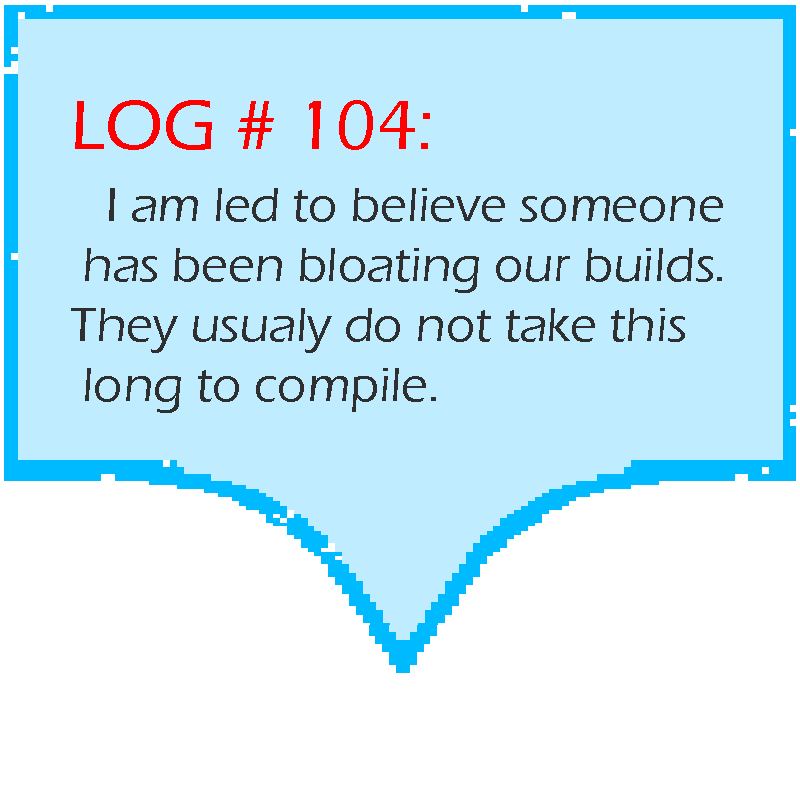 LOG # 104:
I am led to believe someone
has been bloating our builds.
They usualy do not take this
long to compile.